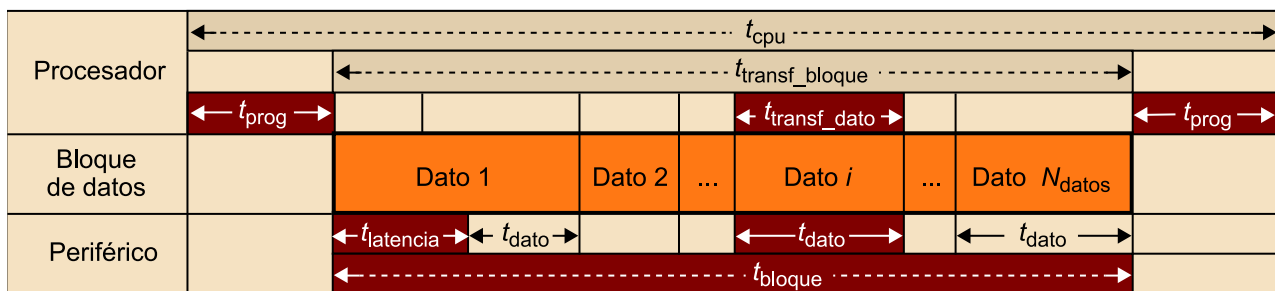 t_cpu
Procesador
t_transf_bloque
t_prog
t_transf_dato
t_prog
Bloque
de datos
Dato 1
Dato 2
...
Dato i
...
Dato N_datos
Periférico
t_latencia
t_dato
t_dato
t_dato
t_bloque